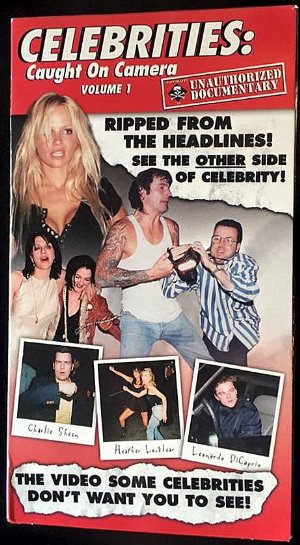 CELEBRITIES:
Caught On Camera
VOLUME 1
UNAUTHORIZED
DOCUMENTARY
RIPPED FROM
THE HEADLINES!
SEE THE OTHER SIDE
OF CELEBRITY!
Charlie Sheen
Heather Locklear
Leonardo DiCaprio
THE VIDEO SOME CELEBRITIES
DON'T WANT YOU TO SEE!